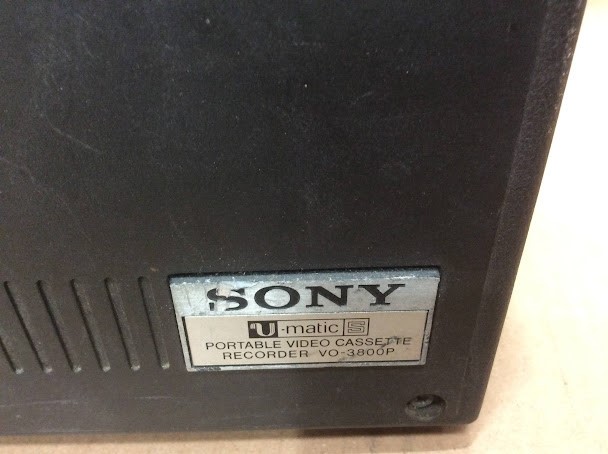 SONY
U-matic S
PORTABLE VIDEO CASSETTE
RECORDER VO-3800P